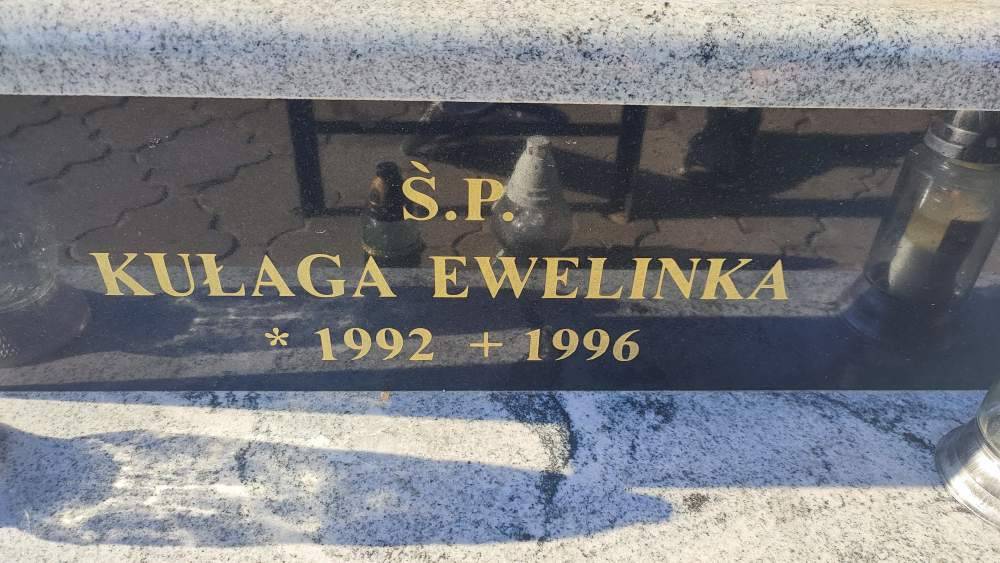 Ś.P.
KUŁAGA EWELINKA
* 1992 + 1996